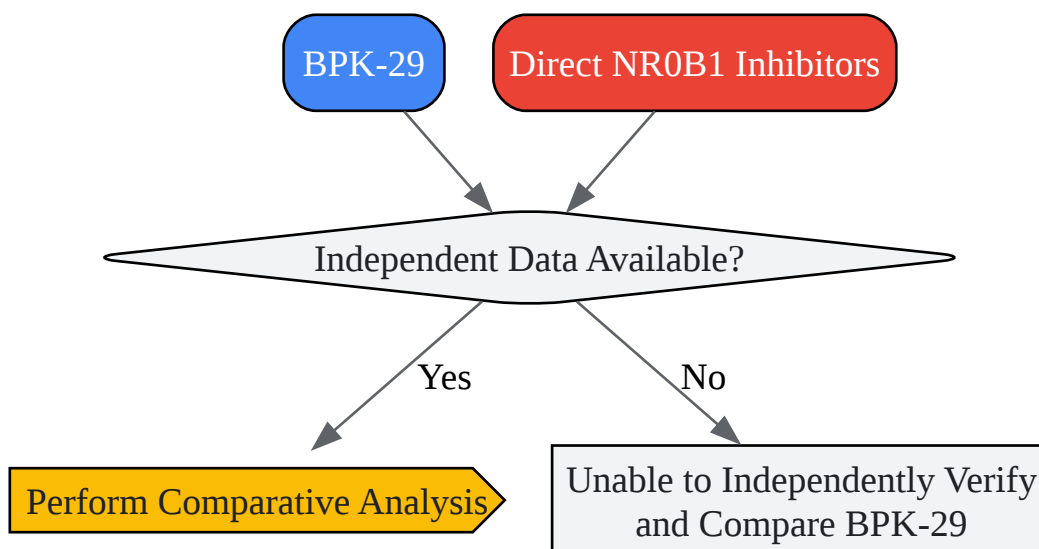 BPK-29
Direct NR0B1 Inhibitors
Independent Data Available?
Yes
No
Perform Comparative Analysis
Unable to Independently Verify
and Compare BPK-29